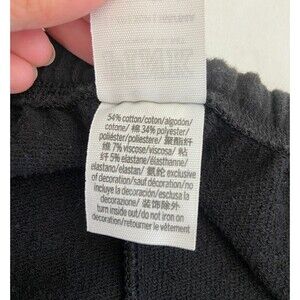 54% cotton/coton/algodón/
cotone/ 棉 34% polyester/
poliéster/poliestere/ 聚酯纤
维 7% viscose/viscosa/ 粘
纤 5% elastane/élasthanne/
elastano/elastan/ 氨纶 exclusive
of decoration/sauf décoration/ no
incluye la decoración/esclusa la
decorazione/ 装饰除外
turn inside out/ do not iron on
decoration/retourner le vêtement